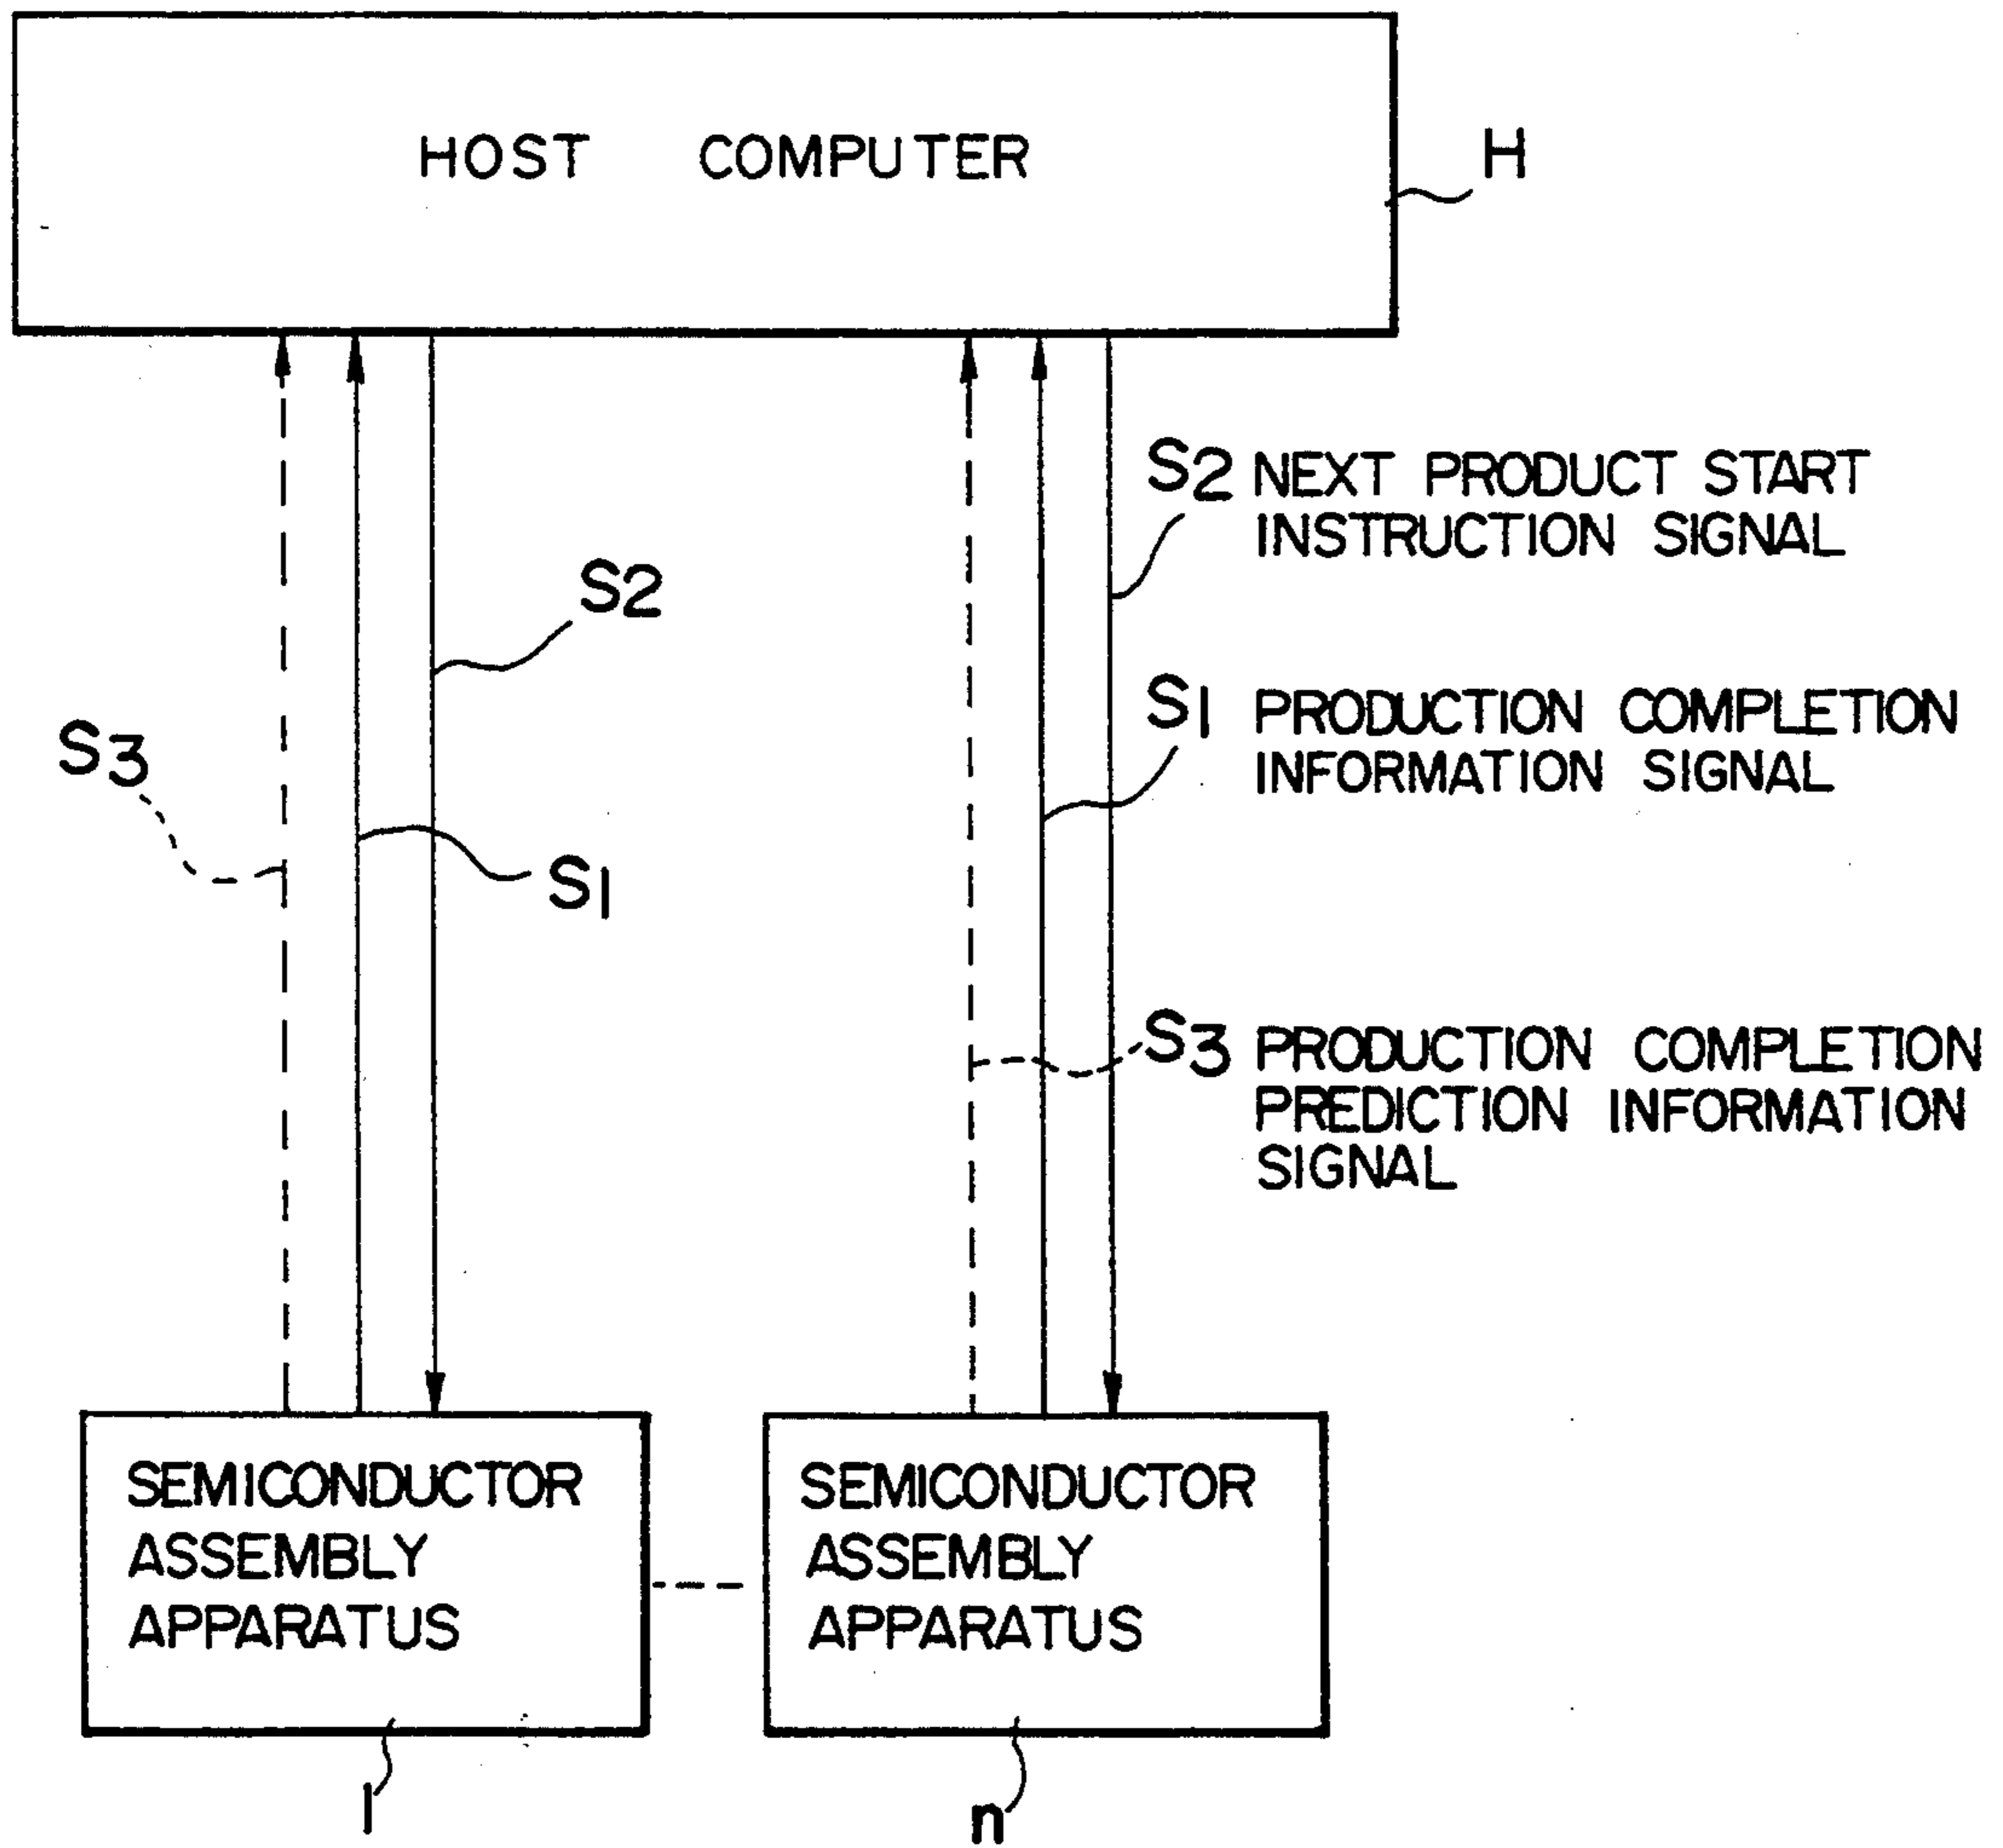 HOST COMPUTER
H
S2 NEXT PRODUCT START
INSTRUCTION SIGNAL
S2
S1 PRODUCTION COMPLETION
INFORMATION SIGNAL
S3
S1
S3 PRODUCTION COMPLETION
PREDICTION INFORMATION
SIGNAL
SEMICONDUCTOR
ASSEMBLY
APPARATUS
SEMICONDUCTOR
ASSEMBLY
APPARATUS
1
n